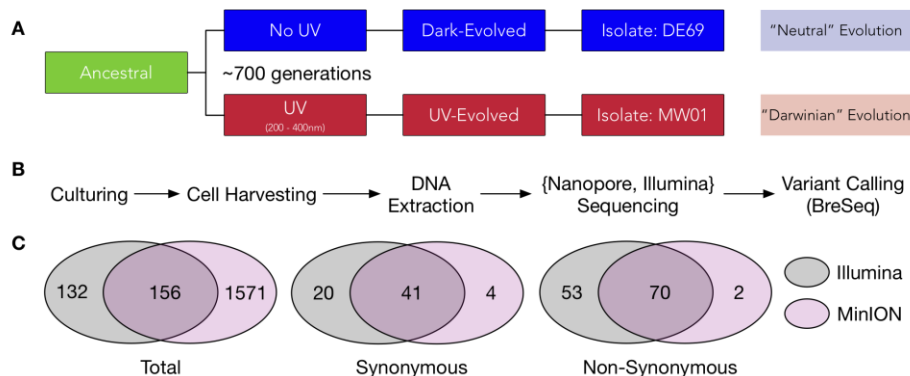 A
No UV
Dark-Evolved
Isolate: DE69
“Neutral” Evolution
Ancestral
~700 generations
UV
(200 - 400nm)
UV-Evolved
Isolate: MW01
“Darwinian” Evolution
B
Culturing
Cell Harvesting
DNA
Extraction
{Nanopore, Illumina}
Sequencing
Variant Calling
(BreSeq)
C
132
156
1571
Total
20
41
4
Synonymous
53
70
2
Non-Synonymous
Illumina
MinION